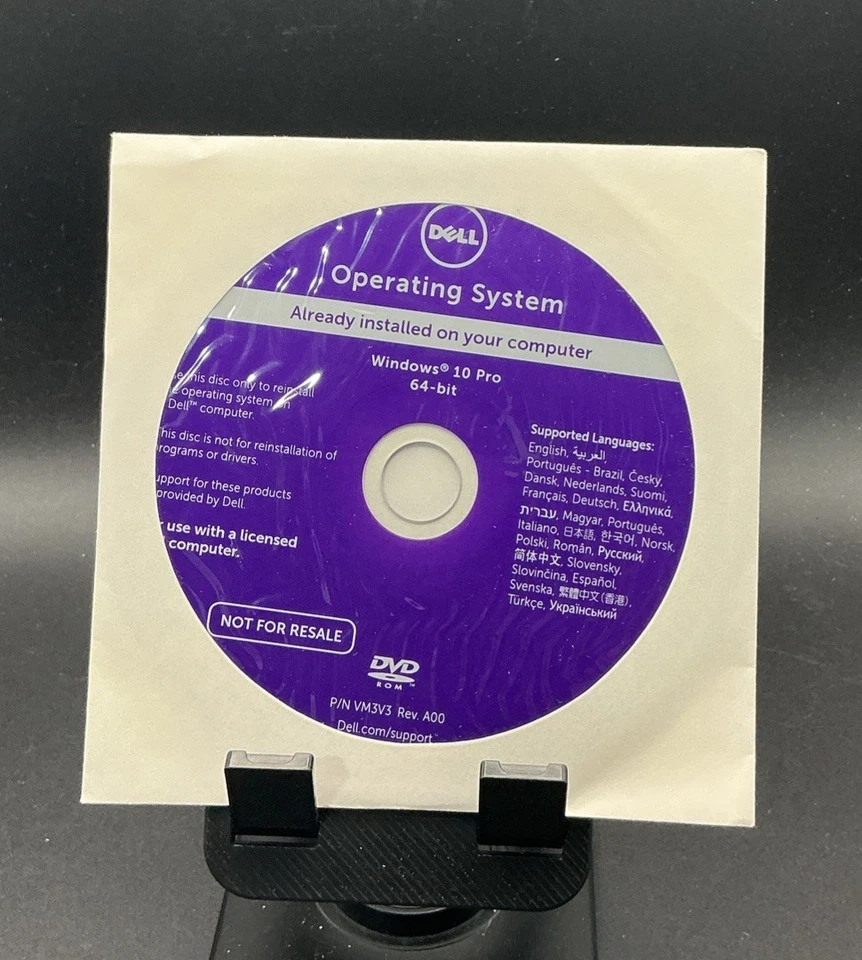 DELL
Operating System
Already installed on your computer
Windows® 10 Pro
64-bit
this disc only to reinstall
operating system on
Dell™ computer.
this disc is not for reinstallation of
programs or drivers.
support for these products
provided by Dell.
use with a licensed
computer.
NOT FOR RESALE
Supported Languages:
English, العربية,
Português - Brazil, Česky,
Dansk, Nederlands, Suomi,
Français, Deutsch, Ελληνικά,
עברית, Magyar, Português,
Italiano, 日本語, 한국어, Norsk,
Polski, Român, Русский,
简体中文, Slovensky,
Slovinčina, Español,
Svenska, 繁體中文(香港),
Türkçe, Український
DVD
ROM ™
P/N VM3V3 Rev. A00
Dell.com/support